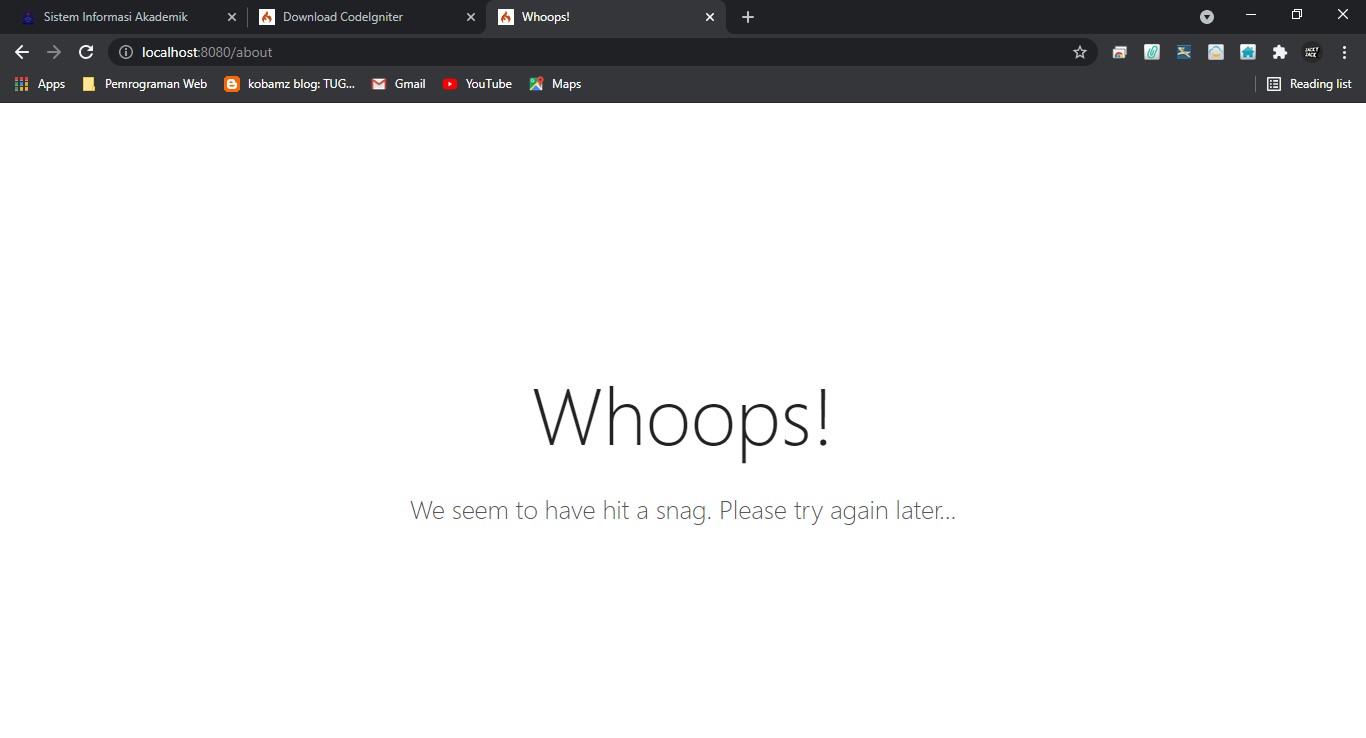 Sistem Informasi Akademik
Download CodeIgniter
Whoops!
localhost:8080/about
Apps
Pemrograman Web
kobamz blog: TUG...
Gmail
YouTube
Maps
Reading list
Whoops!
We seem to have hit a snag. Please try again later...